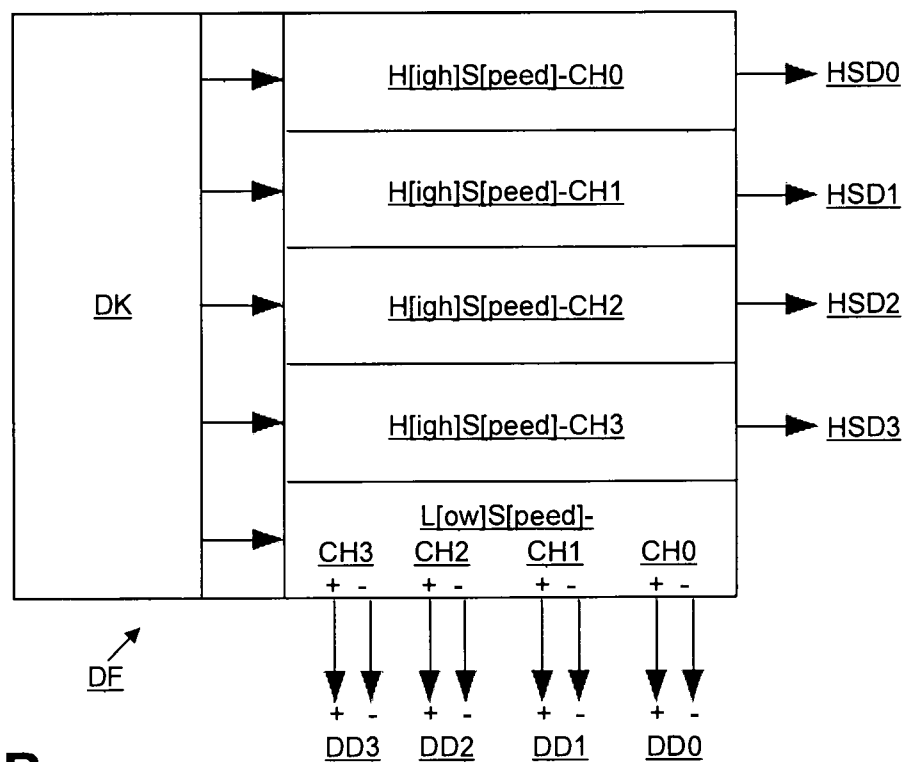 H[igh]S[peed]-CH0
HSD0
H[igh]S[peed]-CH1
HSD1
DK
H[igh]S[peed]-CH2
HSD2
H[igh]S[peed]-CH3
HSD3
L[ow]S[peed]-
CH3 CH2 CH1 CH0
+ - + - + - + -
DF
+ - + - + - + -
DD3 DD2 DD1 DD0